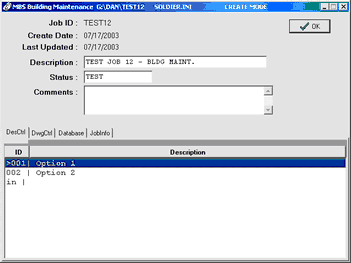 MBS Building Maintenance G:\DAN\TEST12 SOLDIER.INI CREATE MODE
Job ID : TEST12
OK
Create Date : 07/17/2003
Last Updated : 07/17/2003
Description : TEST JOB 12 - BLDG MAINT.
Status : TEST
Comments :
DesCtrl DwgCtrl Database JobInfo
ID Description
>001| Option 1
002 | Option 2
in |